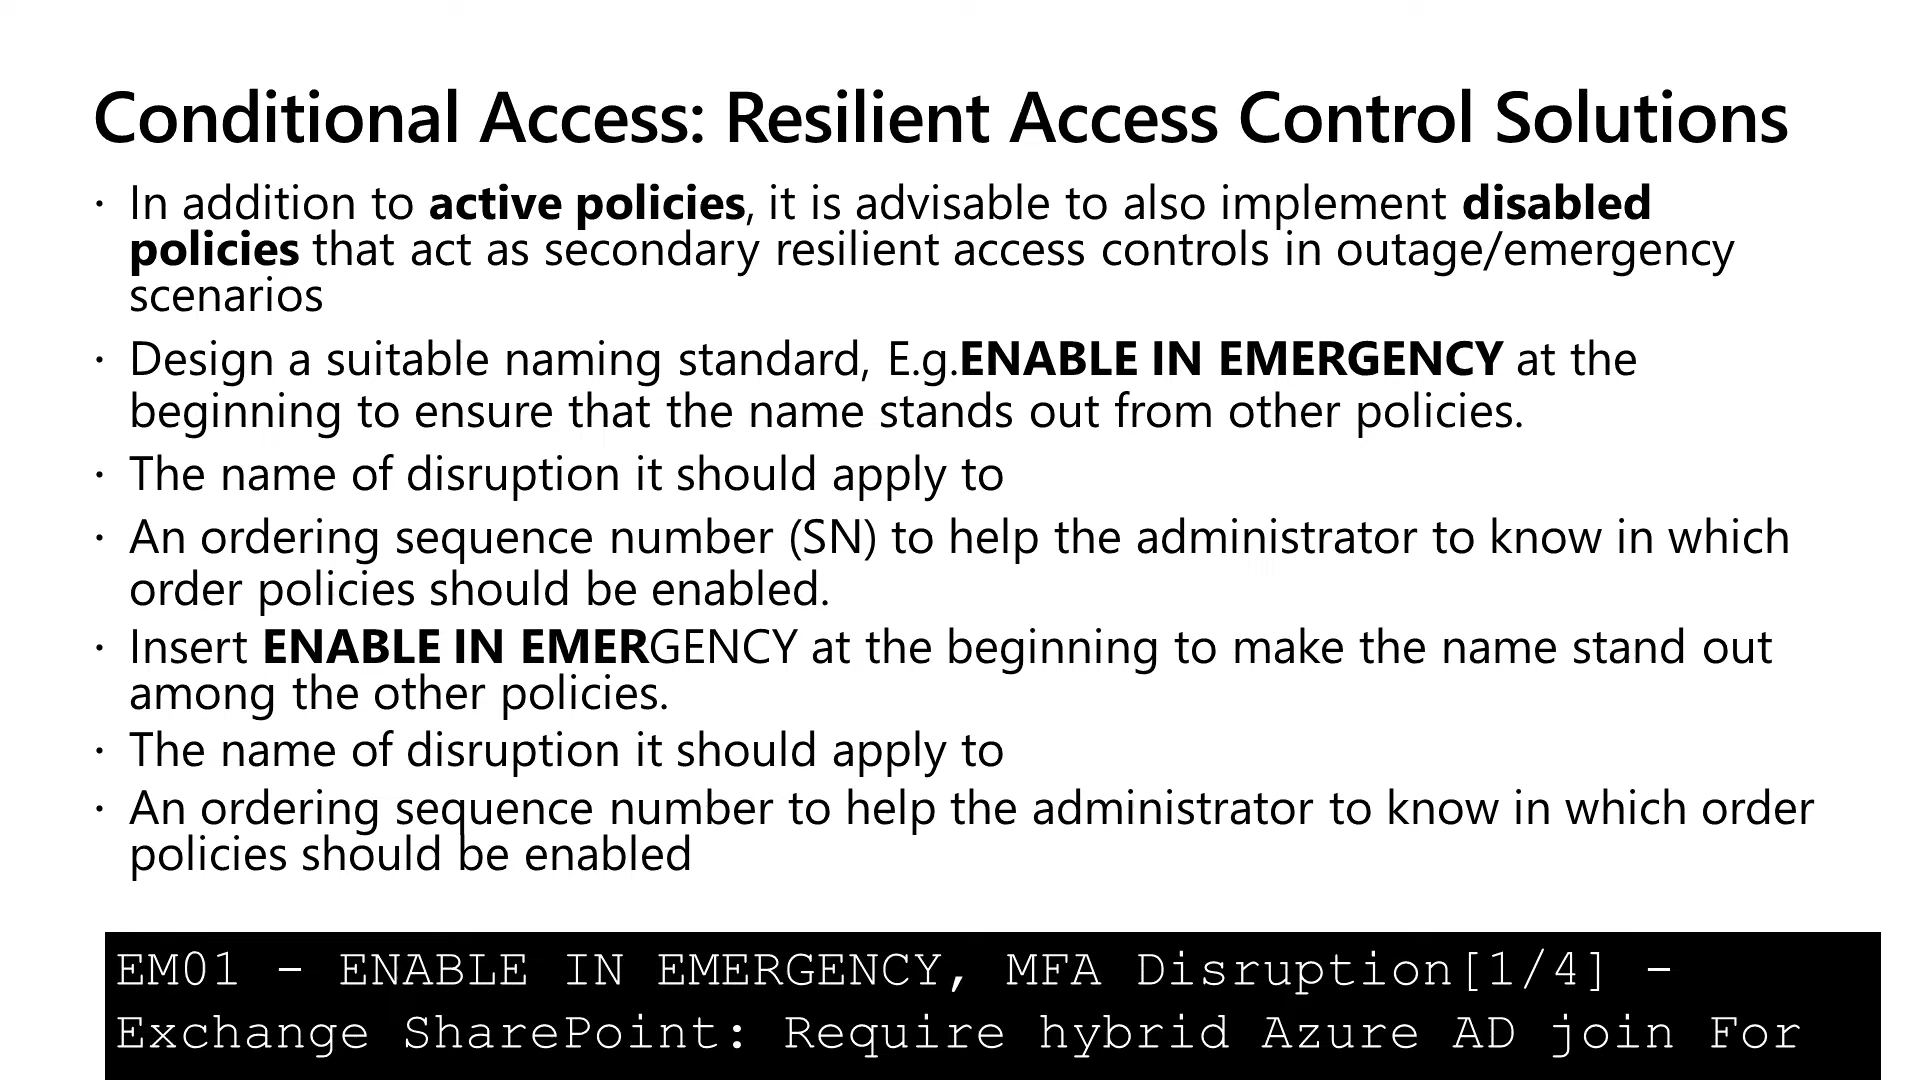 Conditional Access: Resilient Access Control Solutions
· In addition to active policies, it is advisable to also implement disabled
policies that act as secondary resilient access controls in outage/emergency
scenarios
· Design a suitable naming standard, E.g.ENABLE IN EMERGENCY at the
beginning to ensure that the name stands out from other policies.
· The name of disruption it should apply to
· An ordering sequence number (SN) to help the administrator to know in which
order policies should be enabled.
· Insert ENABLE IN EMERGENCY at the beginning to make the name stand out
among the other policies.
· The name of disruption it should apply to
· An ordering sequence number to help the administrator to know in which order
policies should be enabled
EM01 - ENABLE IN EMERGENCY, MFA Disruption[1/4] -
Exchange SharePoint: Require hybrid Azure AD join For